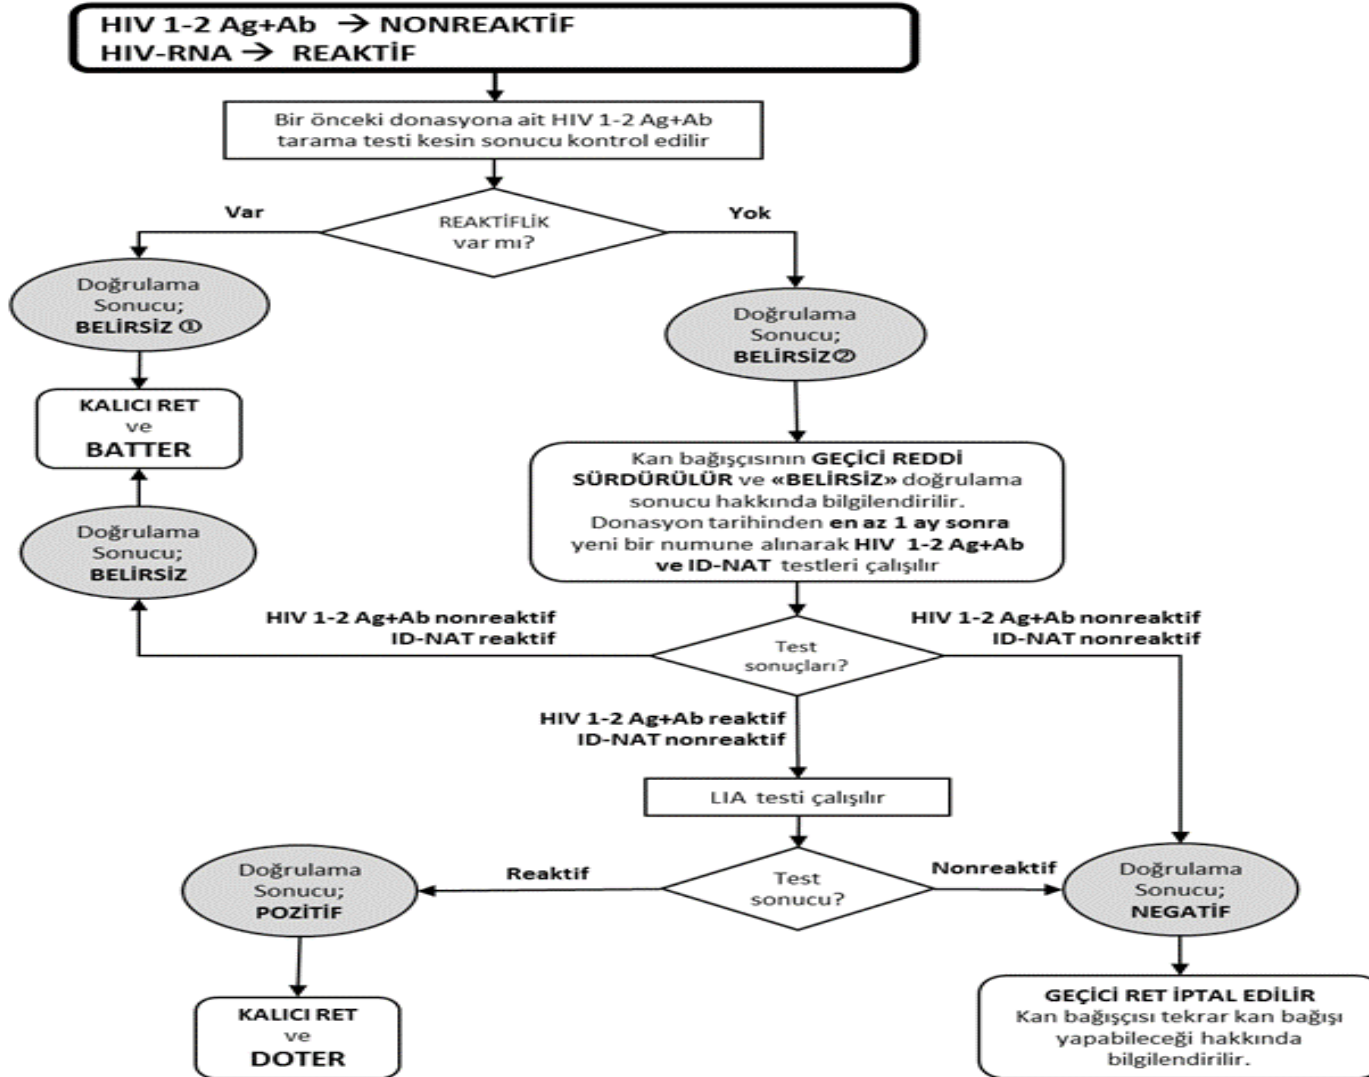 HIV 1-2 Ag+Ab → NONREAKTİF
HIV-RNA → REAKTİF
Bir önceki donasyona ait HIV 1-2 Ag+Ab
tarama testi kesin sonucu kontrol edilir
Var
REAKTİFLİK
var mı?
Yok
Doğrulama
Sonucu;
BELİRSİZ ①
Doğrulama
Sonucu;
BELİRSİZ②
KALICI RET
ve
BATTER
Kan bağışçısının GEÇİCİ REDDİ
SÜRDÜRÜLÜR ve «BELİRSİZ» doğrulama
sonucu hakkında bilgilendirilir.
Donasyon tarihinden en az 1 ay sonra
yeni bir numune alınarak HIV 1-2 Ag+Ab
ve ID-NAT testleri çalışılır
Doğrulama
Sonucu;
BELİRSİZ
HIV 1-2 Ag+Ab nonreaktif
ID-NAT reaktif
HIV 1-2 Ag+Ab nonreaktif
ID-NAT nonreaktif
Test
sonuçları?
HIV 1-2 Ag+Ab reaktif
ID-NAT nonreaktif
LIA testi çalışılır
Doğrulama
Sonucu;
POZİTİF
Reaktif
Test
sonucu?
Nonreaktif
Doğrulama
Sonucu;
NEGATİF
KALICI RET
ve
DOTER
GEÇİCİ RET İPTAL EDİLİR
Kan bağışçısı tekrar kan bağışı
yapabileceği hakkında
bilgilendirilir.